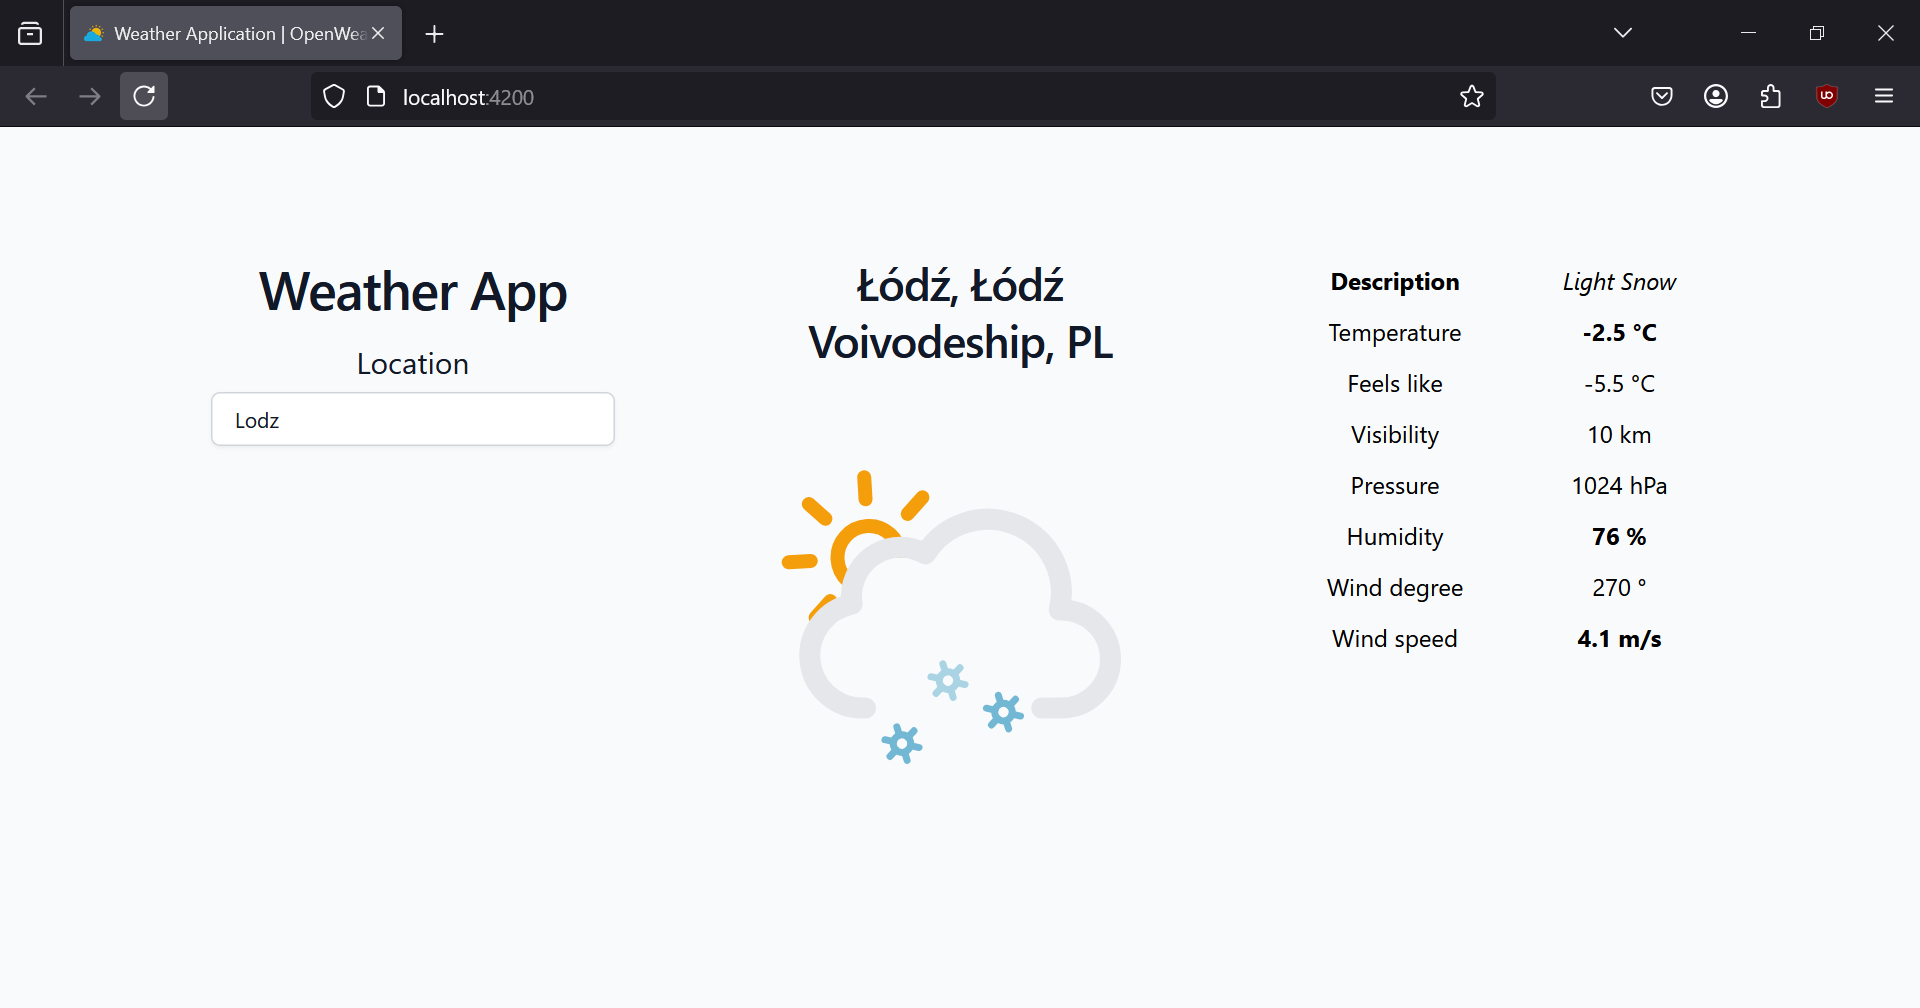 Weather Application | OpenWea
localhost:4200
Weather App
Location
Lodz
Łódź, Łódź
Voivodeship, PL
Description Light Snow
Temperature -2.5 °C
Feels like -5.5 °C
Visibility 10 km
Pressure 1024 hPa
Humidity 76 %
Wind degree 270 °
Wind speed 4.1 m/s